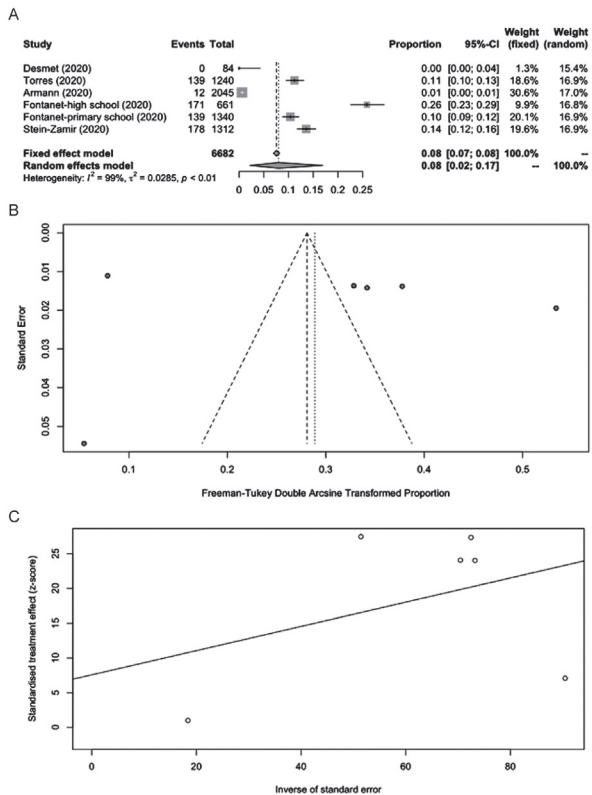 A
Study Events Total Proportion 95%-CI Weight (fixed) Weight (random)
Desmet (2020) 0 84 0.00 [0.00; 0.04] 1.3% 15.4%
Torres (2020) 139 1240 0.11 [0.10; 0.13] 18.6% 16.9%
Armann (2020) 12 2045 0.01 [0.00; 0.01] 30.6% 17.0%
Fontanet-high school (2020) 171 661 0.26 [0.23; 0.29] 9.9% 16.8%
Fontanet-primary school (2020) 139 1340 0.10 [0.09; 0.12] 20.1% 16.9%
Stein-Zamir (2020) 178 1312 0.14 [0.12; 0.16] 19.6% 16.9%
Fixed effect model 6682 0.08 [0.07; 0.08] 100.0% --
Random effects model 0.08 [0.02; 0.17] -- 100.0%
Heterogeneity: I² = 99%, τ² = 0.0285, p < 0.01
0 0.05 0.1 0.15 0.2 0.25
B
Standard Error
0.00
0.01
0.02
0.03
0.04
0.05
0.1 0.2 0.3 0.4 0.5
Freeman-Tukey Double Arcsine Transformed Proportion
C
Standardised treatment effect (z-score)
25
20
15
10
5
0
0 20 40 60 80
Inverse of standard error